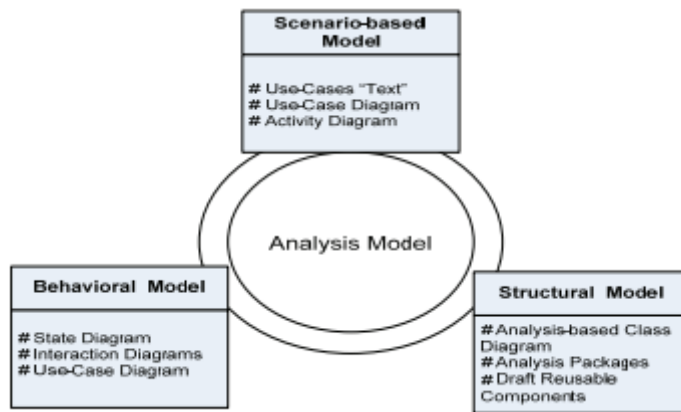 Scenario-based
Model
# Use-Cases "Text"
# Use-Case Diagram
# Activity Diagram
Analysis Model
Behavioral Model
# State Diagram
# Interaction Diagrams
# Use-Case Diagram
Structural Model
# Analysis-based Class
Diagram
# Analysis Packages
# Draft Reusable
Components